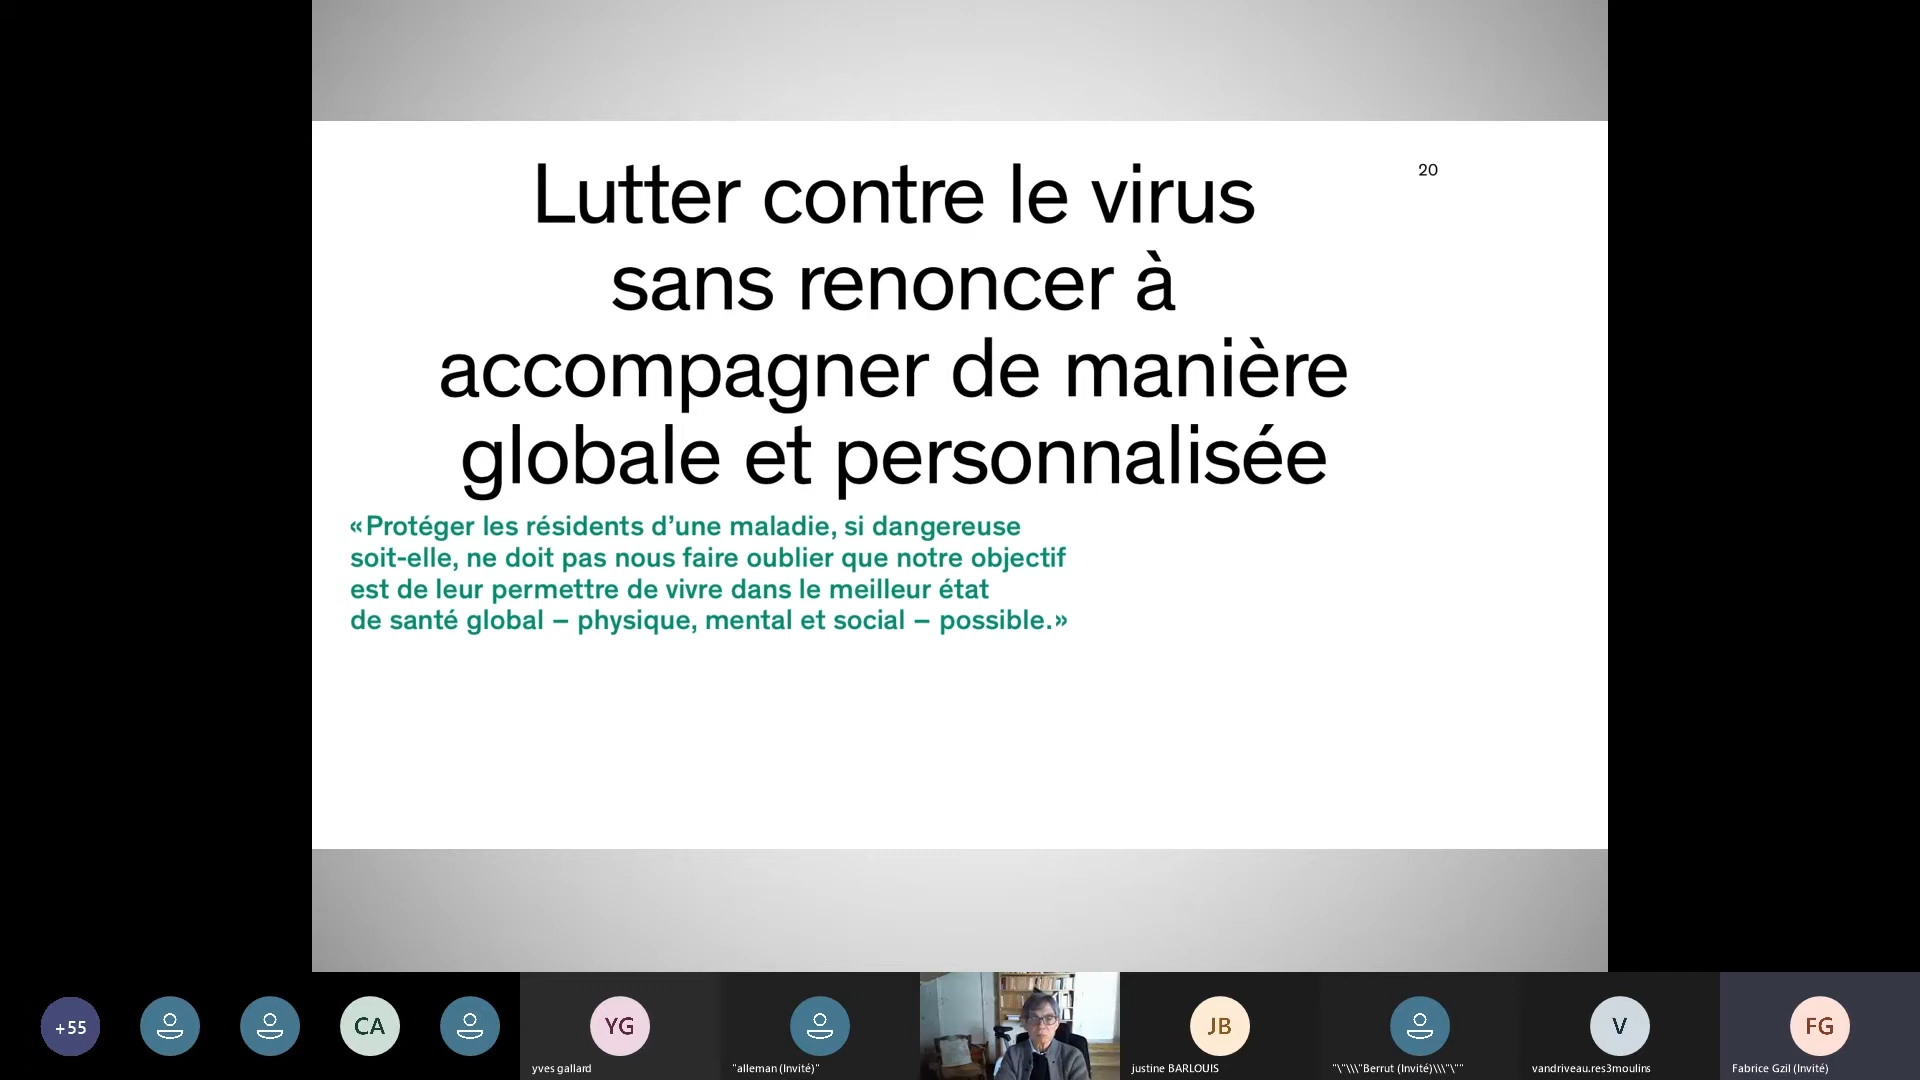 Lutter contre le virus
sans renoncer à
accompagner de manière
globale et personnalisée
20
«Protéger les résidents d’une maladie, si dangereuse
soit-elle, ne doit pas nous faire oublier que notre objectif
est de leur permettre de vivre dans le meilleur état
de santé global – physique, mental et social – possible.»
+55
CA
YG
yves gallard
"alleman (Invité)"
JB
justine BARLOUIS
"\"\\\"Berrut (Invité)\\\"\""
V
vandriveau.res3moulins
FG
Fabrice Gzil (Invité)